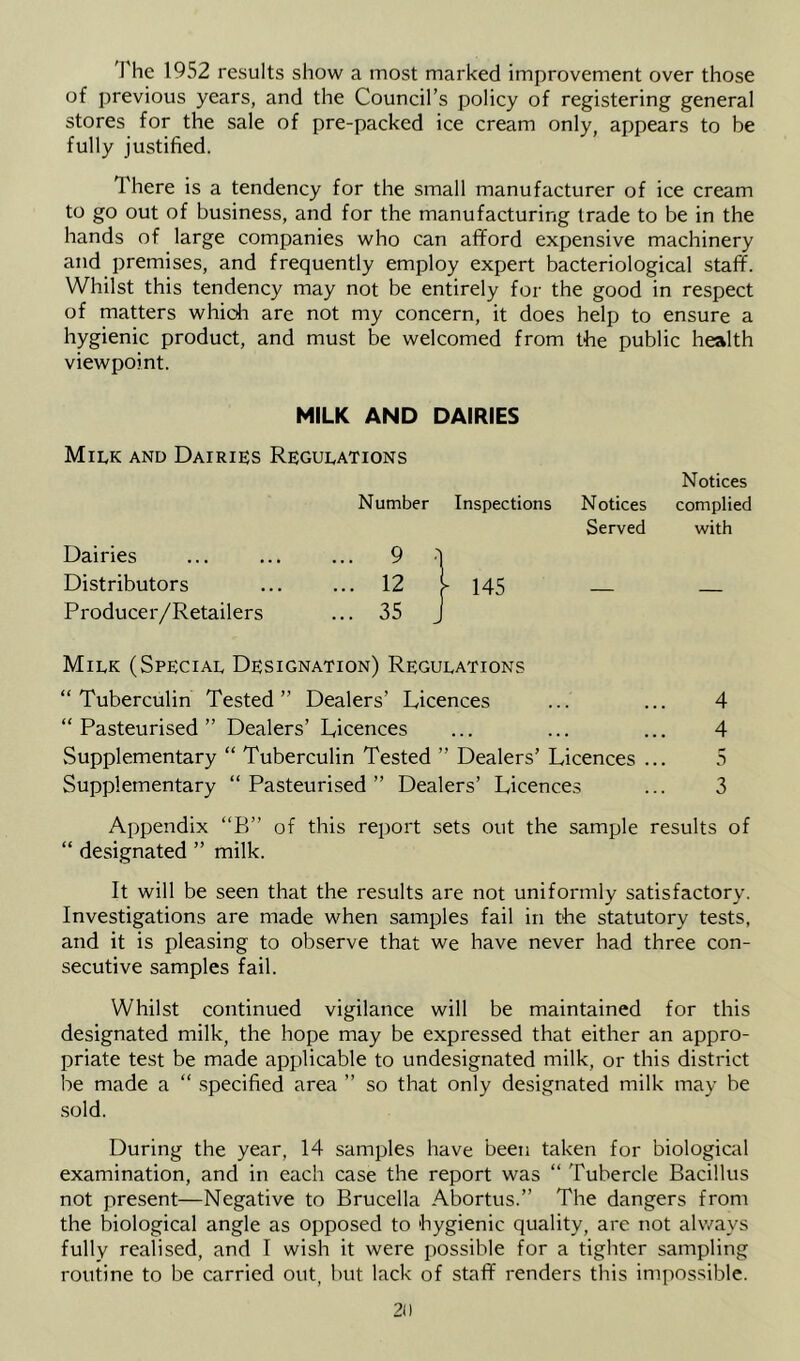 The 1952 results show a most marked improvement over those
of previous years, and the Council's policy of registering general
stores for the sale of pre-packed ice cream only, appears to be
fully justified.
There is a tendency for the small manufacturer of ice cream
to go out of business, and for the manufacturing trade to be in the
hands of large companies who can afford expensive machinery
and premises, and frequently employ expert bacteriological staff.
Whilst this tendency may not be entirely for the good in respect
of matters which are not my concern, it does help to ensure a
hygienic product, and must be welcomed from the public health
viewpoint.
MILK AND DAIRIES
MILK AND DAIRIES REGULATIONS
Notices
Number Inspections Notices complied
Served with
Dairies ... ... ... 9
Distributors ... ... 12 } 145 — —
Producer/Retailers ... 35
MILK (SPECIAL DESIGNATION) REGULATIONS
“ Tuberculin Tested ” Dealers' Licences ... ... 4
“ Pasteurised ” Dealers' Licences ... ... ... 4
Supplementary “ Tuberculin Tested ” Dealers' Licences ... 5
Supplementary “ Pasteurised ” Dealers' Licences ... 3
Appendix “B” of this report sets out the sample results of
“ designated ” milk.
It will be seen that the results are not uniformly satisfactory.
Investigations are made when samples fail in the statutory tests,
and it is pleasing to observe that we have never had three con-
secutive samples fail.
Whilst continued vigilance will be maintained for this
designated milk, the hope may be expressed that either an appro-
priate test be made applicable to undesignated milk, or this district
be made a “ specified area ” so that only designated milk may be
sold.
During the year, 14 samples have been taken for biological
examination, and in each case the report was “ Tubercle Bacillus
not present—Negative to Brucella Abortus.” The dangers from
the biological angle as opposed to hygienic quality, are not always
fully realised, and I wish it were possible for a tighter sampling
routine to be carried out, but lack of staff renders this impossible.
20